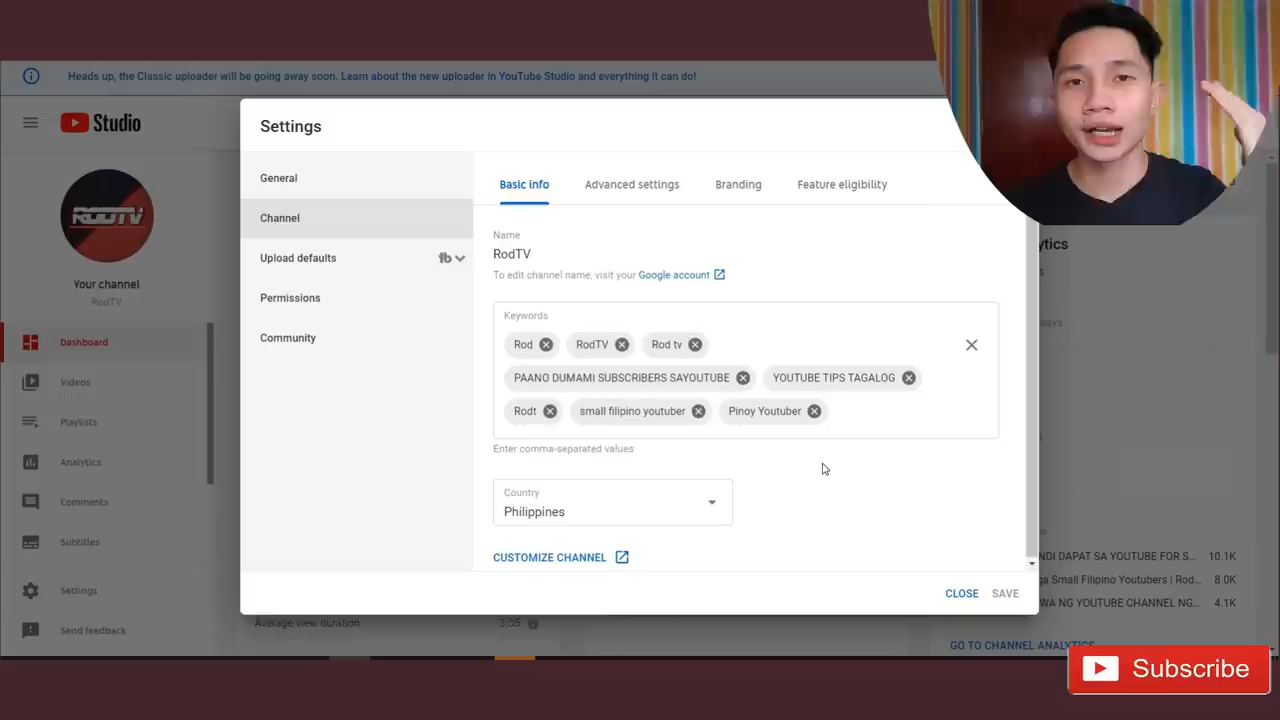 Heads up, the Classic uploader will be going away soon. Learn about the new uploader in YouTube Studio and everything it can do!
Studio
RODTV
Your channel
RodTV
Dashboard
Videos
Playlists
Analytics
Comments
Subtitles
Settings
Send feedback
Settings
General
Channel
Upload defaults
Permissions
Community
Basic info Advanced settings Branding Feature eligibility
Name
RodTV
To edit channel name, visit your Google account
Keywords
Rod RodTV Rod tv
PAANO DUMAMI SUBSCRIBERS SAYOUTUBE YOUTUBE TIPS TAGALOG
Rodt small filipino youtuber Pinoy Youtuber
Enter comma-separated values
Country
Philippines
CUSTOMIZE CHANNEL
CLOSE SAVE
Average view duration 3:55
DAPAT SA YOUTUBE FOR S... 10.1K
Small Filipino Youtubers | Rod... 8.0K
NG YOUTUBE CHANNEL NG... 4.1K
GO TO CHANNEL ANALYTICS
Subscribe